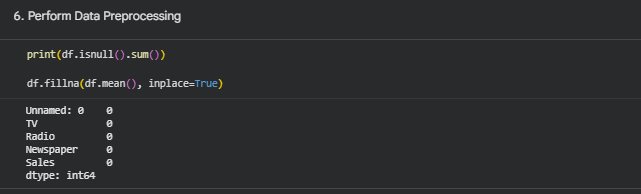 6. Perform Data Preprocessing
print(df.isnull().sum())
df.fillna(df.mean(), inplace=True)
Unnamed: 0    0
TV            0
Radio         0
Newspaper     0
Sales         0
dtype: int64